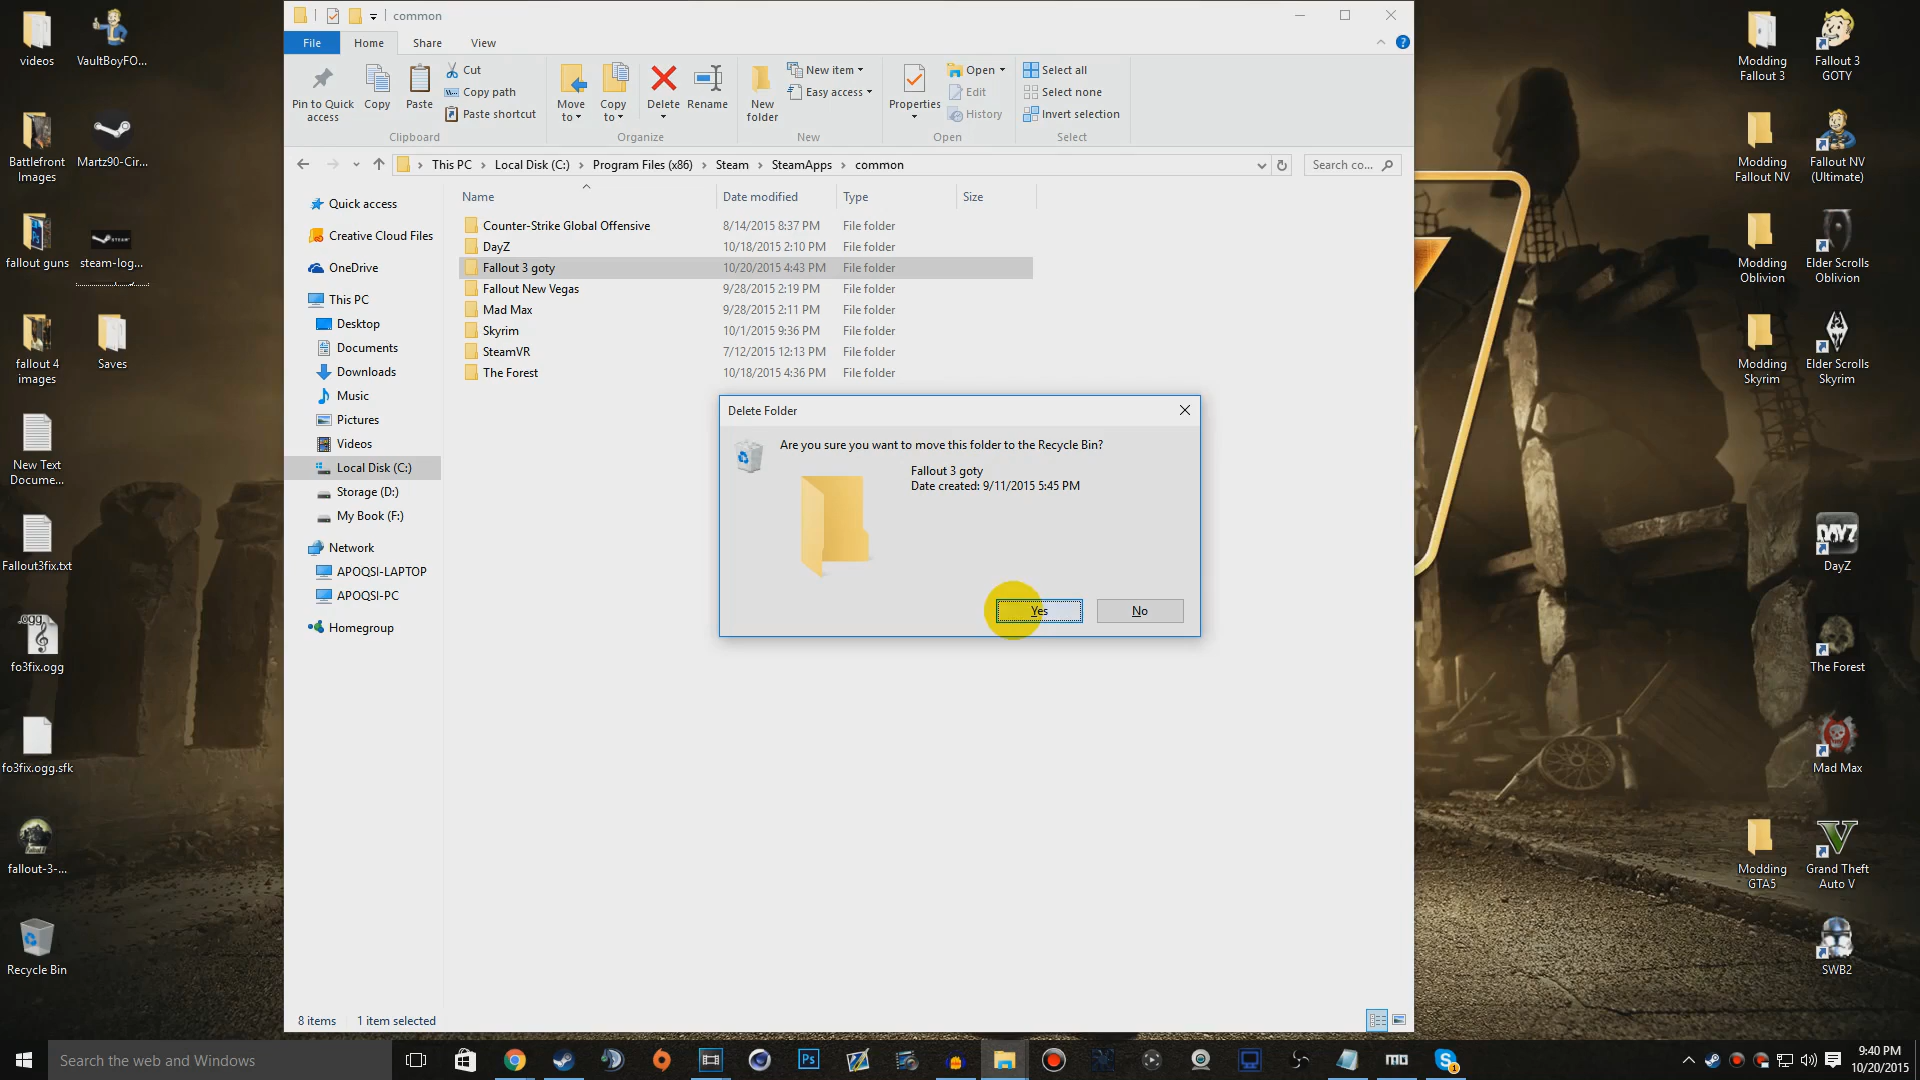 common
File
Home
Share
View
Pin to Quick access
Copy
Paste
Cut
Copy path
Paste shortcut
Clipboard
Move to
Copy to
Delete
Rename
Organize
New folder
New item
Easy access
New
Properties
Open
Edit
History
Open
Select all
Select none
Invert selection
Select
This PC
Local Disk (C:)
Program Files (x86)
Steam
SteamApps
common
Search co...
Name
Date modified
Type
Size
Counter-Strike Global Offensive 8/14/2015 8:37 PM File folder
DayZ 10/18/2015 2:10 PM File folder
Fallout 3 goty 10/20/2015 4:43 PM File folder
Fallout New Vegas 9/28/2015 2:19 PM File folder
Mad Max 9/28/2015 2:11 PM File folder
Skyrim 10/1/2015 9:36 PM File folder
SteamVR 7/12/2015 12:13 PM File folder
The Forest 10/18/2015 4:36 PM File folder
Quick access
Creative Cloud Files
OneDrive
This PC
Desktop
Documents
Downloads
Music
Pictures
Videos
Local Disk (C:)
Storage (D:)
My Book (F:)
Network
APOQSI-LAPTOP
APOQSI-PC
Homegroup
Delete Folder
Are you sure you want to move this folder to the Recycle Bin?
Fallout 3 goty
Date created: 9/11/2015 5:45 PM
Yes
No
8 items
1 item selected
videos
VaultBoyFO...
Battlefront
Images
Martz90-Cir...
fallout guns
STEAM
steam-log...
fallout 4
images
Saves
New Text
Docume...
Fallout3fix.txt
.ogg
fo3fix.ogg
fo3fix.ogg.sfk
fallout-3-...
Recycle Bin
Modding
Fallout 3
Fallout 3
GOTY
Modding
Fallout NV
Fallout NV
(Ultimate)
Modding
Oblivion
Elder Scrolls
Oblivion
Modding
Skyrim
Elder Scrolls
Skyrim
DAYZ
DayZ
The Forest
Mad Max
Modding
GTA5
Grand Theft
Auto V
SWB2
Search the web and Windows
Ps
MO
1
9:40 PM
10/20/2015